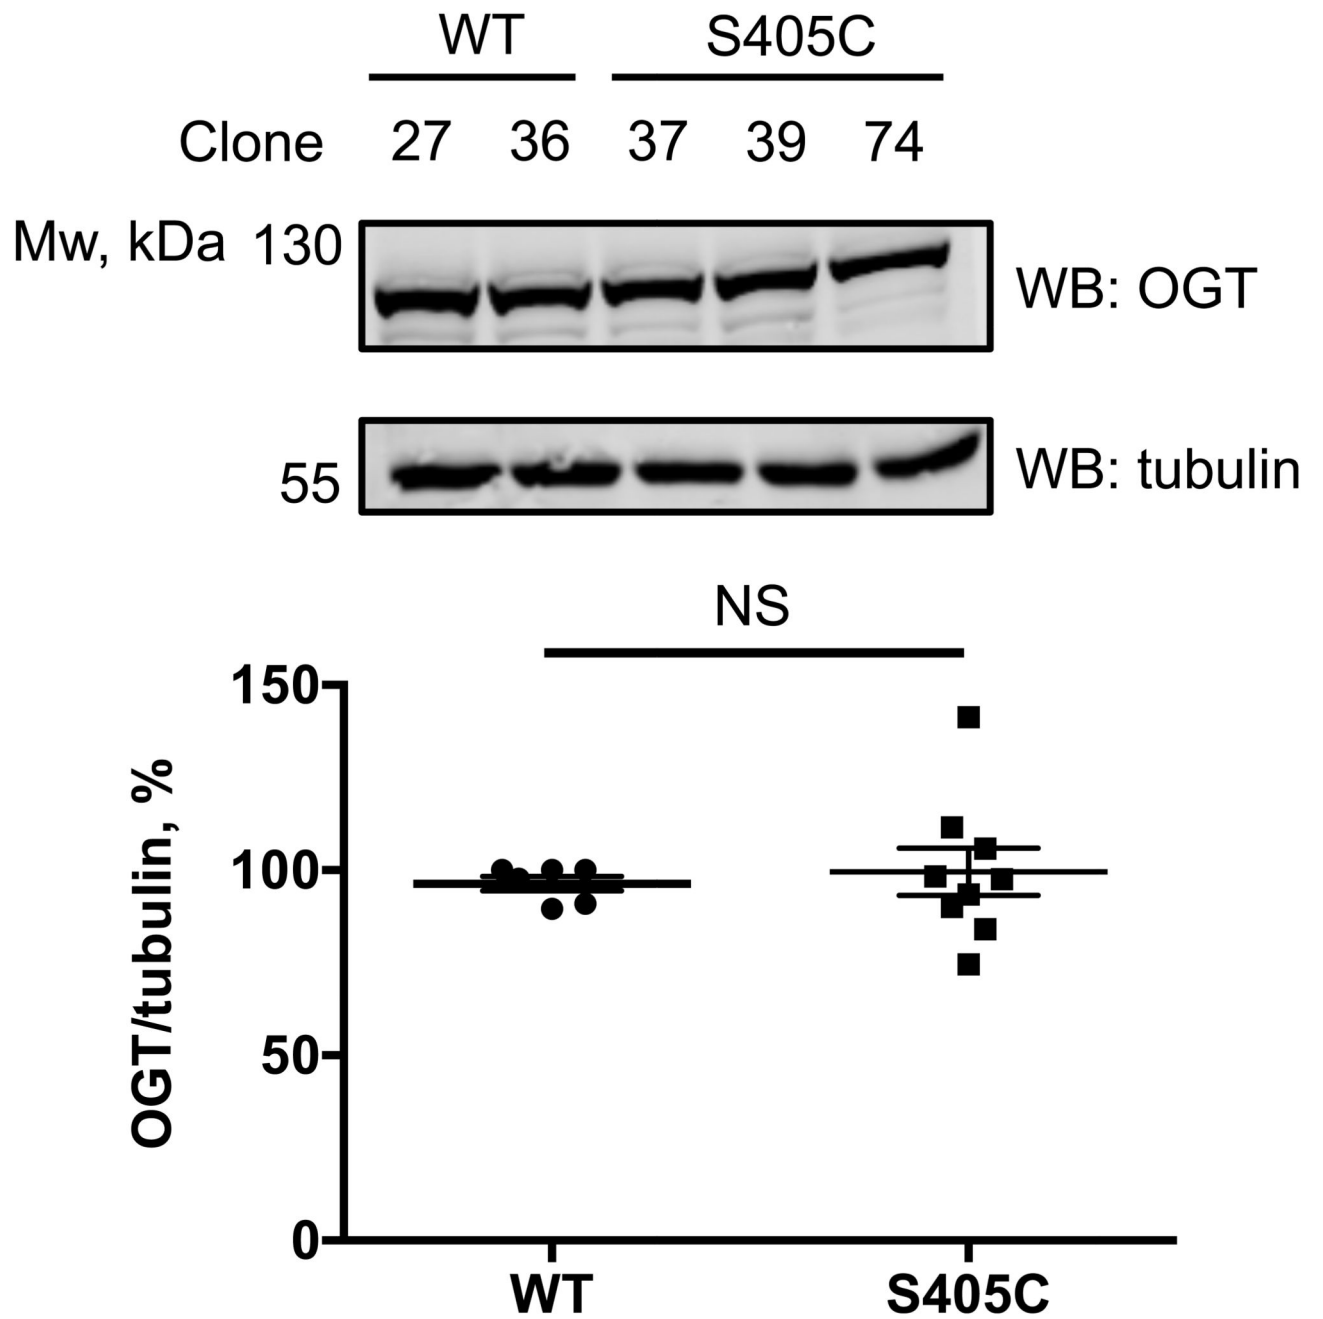 WT S405C
Clone 27 36 37 39 74
Mw, kDa 130
WB: OGT
55
WB: tubulin
NS
150
100
50
0
OGT/tubulin, %
WT S405C